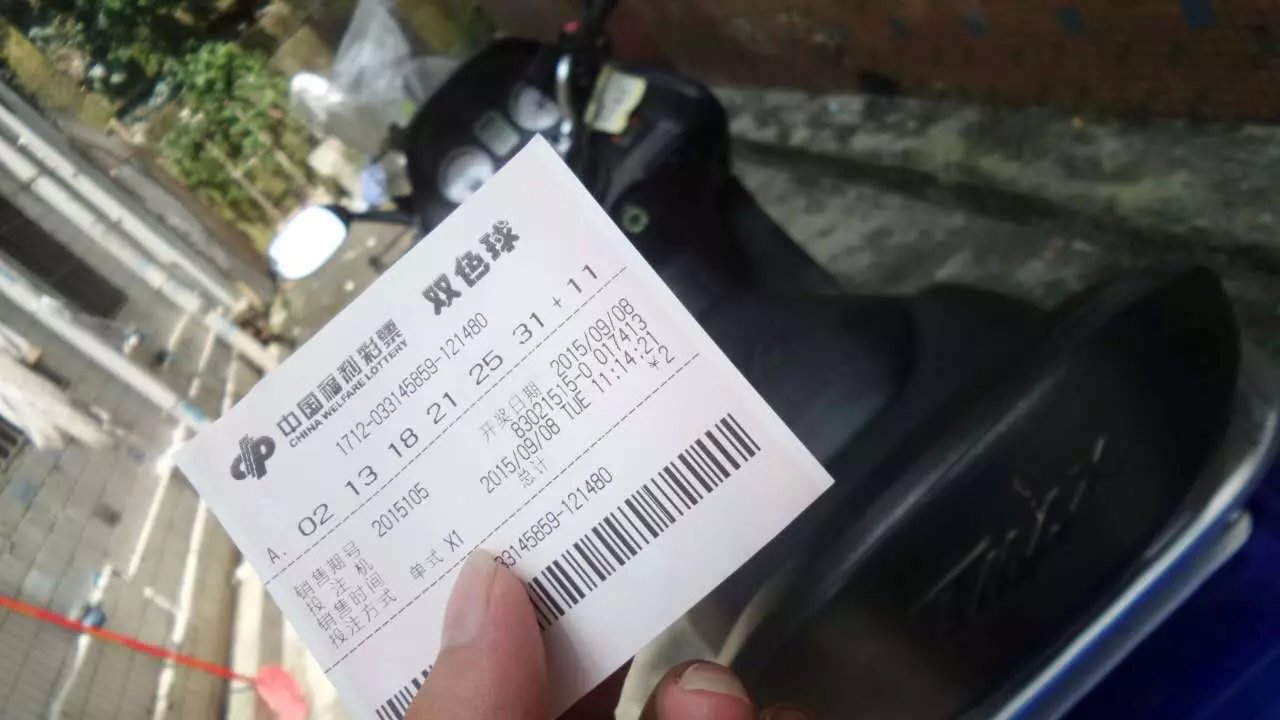 中国福利彩票 双色球
CHINA WELFARE LOTTERY
1712-033145859-121480
A. 02 13 18 21 25 31 + 11
销售期号 2015105 开奖日期 2015/09/08
投注机 83021515-0 017413
销售时间 2015/09/08 TUE 11:14:21
投注方式 单式 X1 总计 *2
33145859-121480